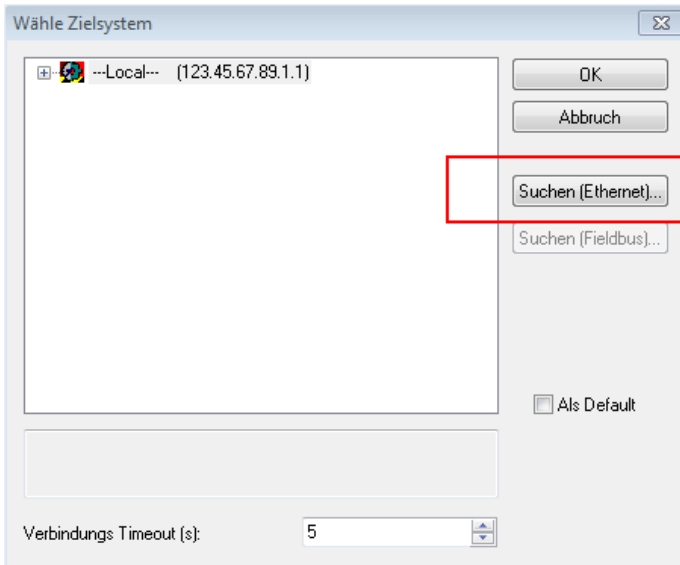 Wähle Zielsystem
---Local--- (123.45.67.89.1.1)
OK
Abbruch
Suchen (Ethernet)...
Suchen (Fieldbus)...
Als Default
Verbindungs Timeout (s):
5